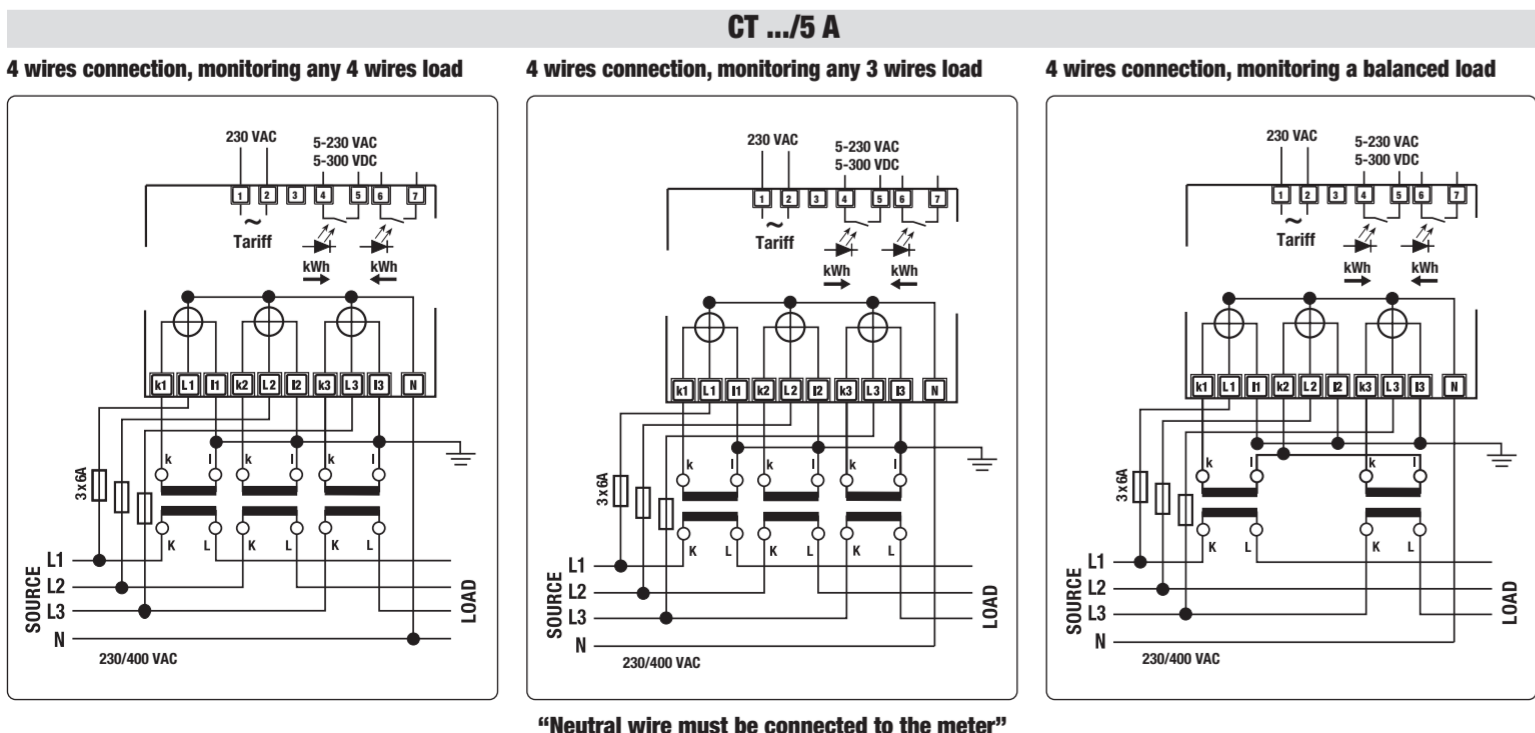 CT .../5 A
4 wires connection, monitoring any 4 wires load
230 VAC
5-230 VAC
5-300 VDC
1 2 3 4 5 6 7
~
Tariff
kWh kWh
k1 L1 l1 k2 L2 l2 k3 L3 l3 N
k l k l k l
3x6A
K L K L K L
L1
L2
L3
N
SOURCE
LOAD
230/400 VAC
4 wires connection, monitoring any 3 wires load
230 VAC
5-230 VAC
5-300 VDC
1 2 3 4 5 6 7
~
Tariff
kWh kWh
k1 L1 l1 k2 L2 l2 k3 L3 l3 N
k l k l k l
3x6A
K L K L K L
L1
L2
L3
N
SOURCE
LOAD
230/400 VAC
4 wires connection, monitoring a balanced load
230 VAC
5-230 VAC
5-300 VDC
1 2 3 4 5 6 7
~
Tariff
kWh kWh
k1 L1 l1 k2 L2 l2 k3 L3 l3 N
k l k l
3x6A
K L K L
L1
L2
L3
N
SOURCE
LOAD
230/400 VAC
“Neutral wire must be connected to the meter”